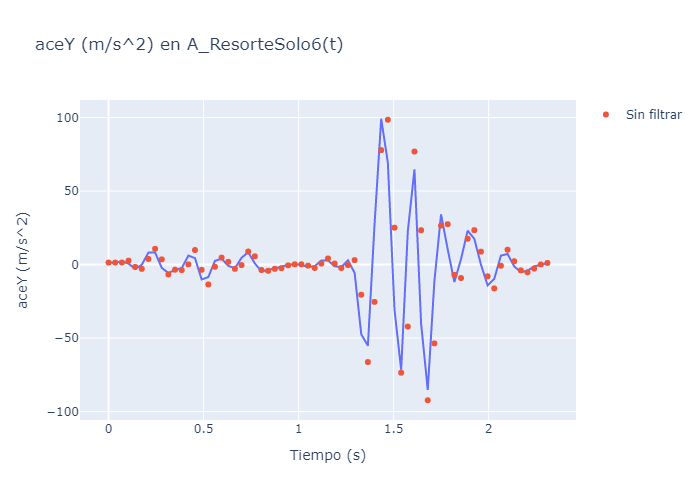 aceY (m/s^2) en A_ResorteSolo6(t)
Sin filtrar
aceY (m/s^2)
100
50
0
−50
−100
0
0.5
1
1.5
2
Tiempo (s)